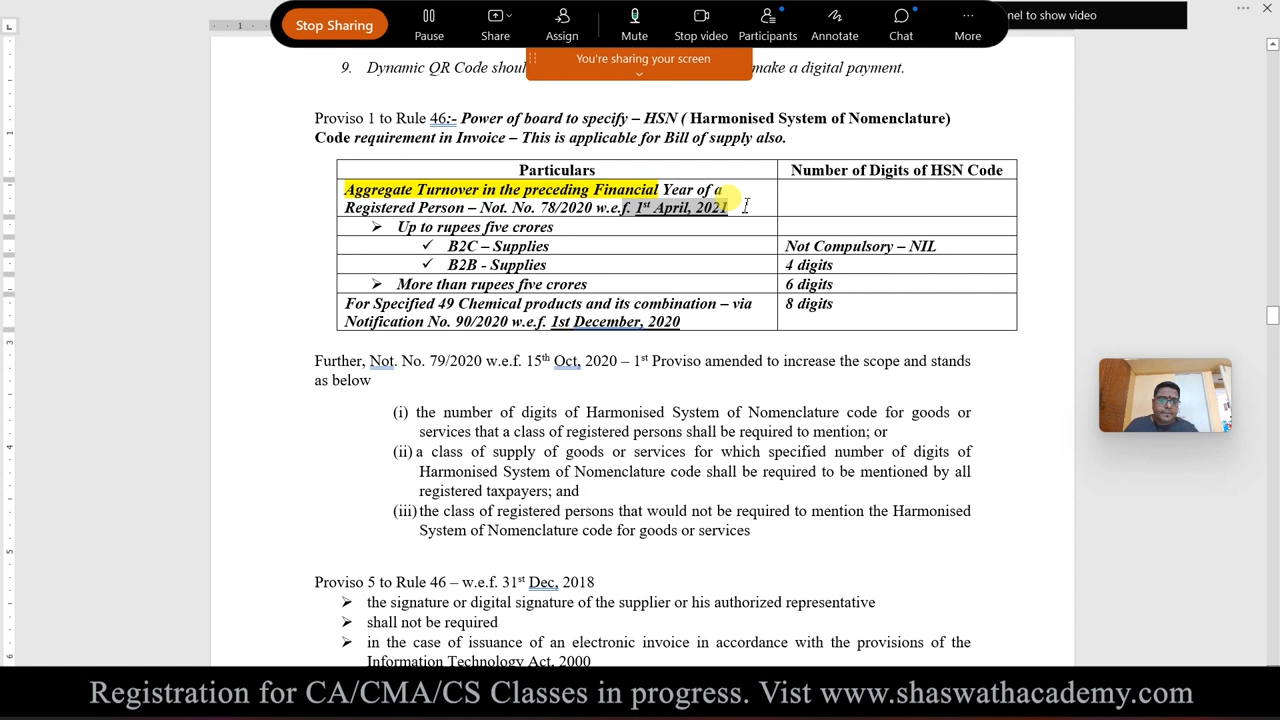 Stop Sharing
Pause
Share
Assign
Mute
Stop video
Participants
Annotate
Chat
More
nel to show video
You're sharing your screen
9. Dynamic QR Code shoul
make a digital payment.
Proviso 1 to Rule 46:- Power of board to specify – HSN ( Harmonised System of Nomenclature)
Code requirement in Invoice – This is applicable for Bill of supply also.
Particulars Number of Digits of HSN Code
Aggregate Turnover in the preceding Financial Year of a
Registered Person – Not. No. 78/2020 w.e.f. 1st April, 2021
➢ Up to rupees five crores
✓ B2C – Supplies Not Compulsory – NIL
✓ B2B - Supplies 4 digits
➢ More than rupees five crores 6 digits
For Specified 49 Chemical products and its combination – via 8 digits
Notification No. 90/2020 w.e.f. 1st December, 2020
Further, Not. No. 79/2020 w.e.f. 15th Oct, 2020 – 1st Proviso amended to increase the scope and stands
as below
(i) the number of digits of Harmonised System of Nomenclature code for goods or
services that a class of registered persons shall be required to mention; or
(ii) a class of supply of goods or services for which specified number of digits of
Harmonised System of Nomenclature code shall be required to be mentioned by all
registered taxpayers; and
(iii) the class of registered persons that would not be required to mention the Harmonised
System of Nomenclature code for goods or services
Proviso 5 to Rule 46 – w.e.f. 31st Dec, 2018
➢ the signature or digital signature of the supplier or his authorized representative
➢ shall not be required
➢ in the case of issuance of an electronic invoice in accordance with the provisions of the
Information Technology Act, 2000
Registration for CA/CMA/CS Classes in progress. Vist www.shaswathacademy.com